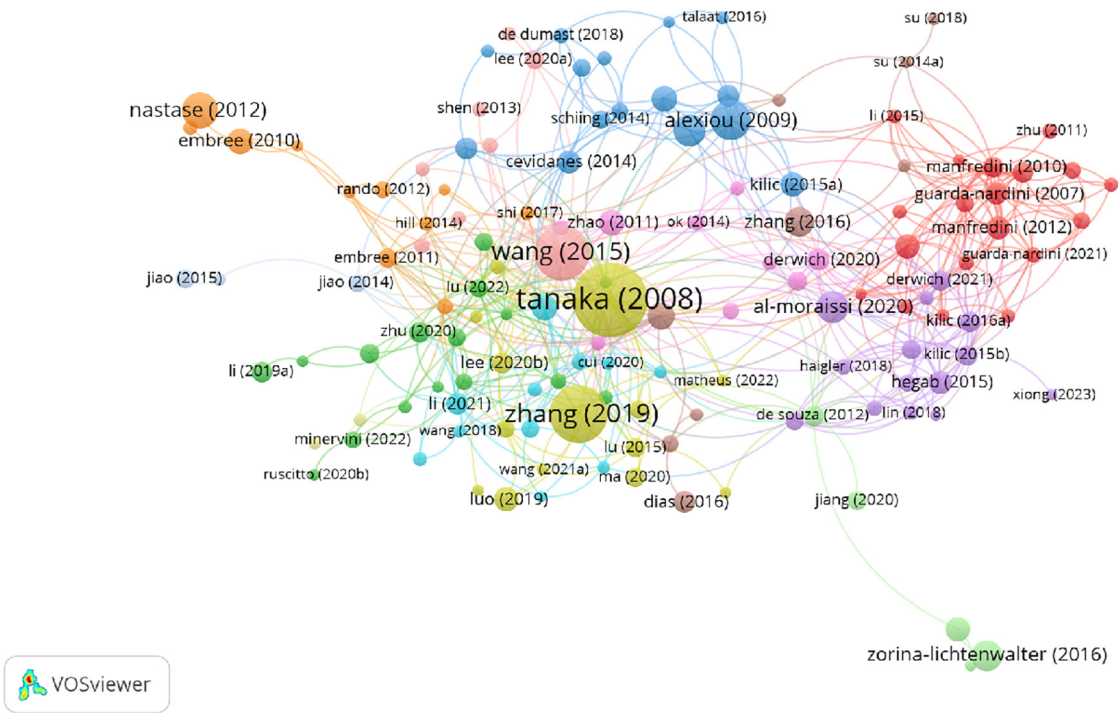 talaat (2016)
su (2018)
de dumast (2018)
lee (2020a)
su (2014a)
nastase (2012)
shen (2013)
schiing (2014)
alexiou (2009)
li (2015)
zhu (2011)
embree (2010)
cevidanes (2014)
manfredini (2010)
rando (2012)
kilic (2015a)
guarda-nardini (2007)
hill (2014)
shi (2017)
zhao (2011)
ok (2014)
zhang (2016)
manfredini (2012)
wang (2015)
embree (2011)
derwich (2020)
guarda-nardini (2021)
jiao (2015)
jiao (2014)
lu (2022)
tanaka (2008)
derwich (2021)
al-moraissi (2020)
zhu (2020)
kilic (2016a)
li (2019a)
lee (2020b)
cui (2020)
matheus (2022)
haigler (2018)
kilic (2015b)
hegab (2015)
xiong (2023)
li (2021)
zhang (2019)
de souza (2012)
lin (2018)
minervini (2022)
wang (2018)
lu (2015)
ruscitto (2020b)
wang (2021a)
ma (2020)
luo (2019)
dias (2016)
jiang (2020)
zorina-lichtenwalter (2016)
VOSviewer